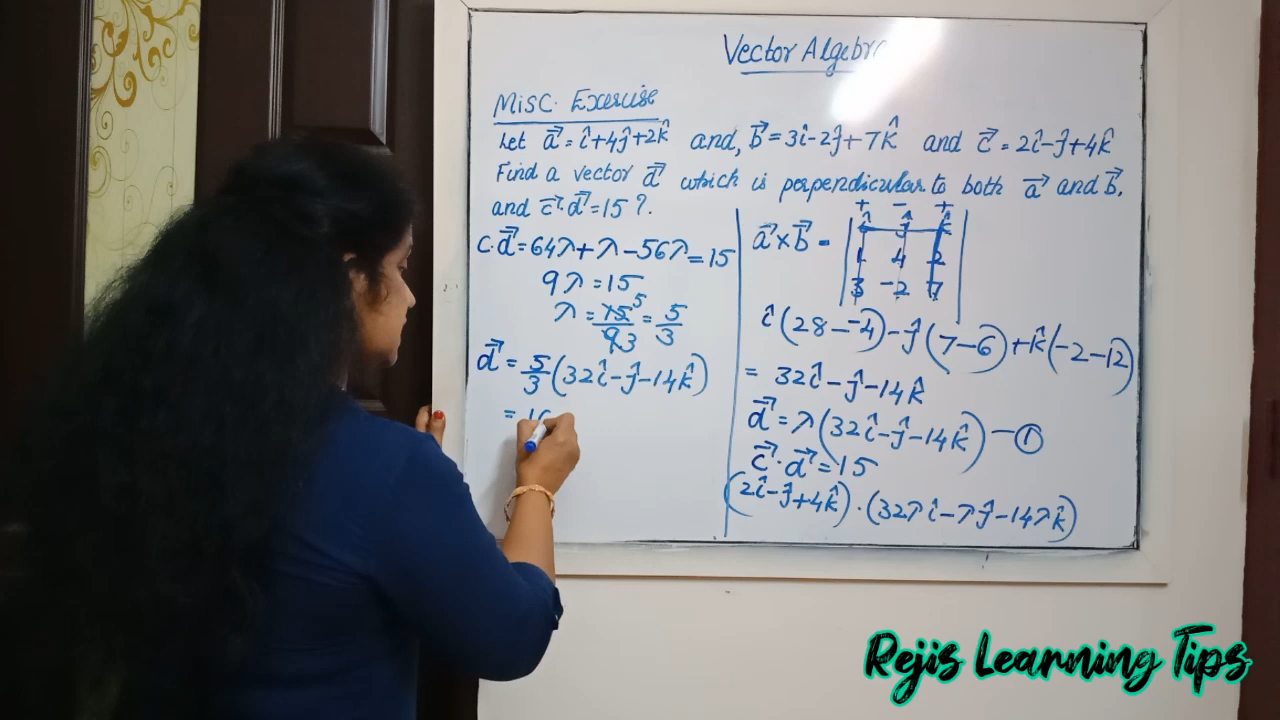 Vector Algebra
Misc. Exercise
Let a⃗ = î+4ĵ+2k̂ and, b⃗ = 3î-2ĵ+7k̂ and c⃗ = 2î-ĵ+4k̂
Find a vector d⃗ which is perpendicular to both a⃗ and b⃗,
and c⃗.d⃗ = 15?.
C.d⃗ = 64λ+λ-56λ = 15
9λ = 15
λ = 15/9 5/3 = 5/3
d⃗ = 5/3 (32î-ĵ-14k̂)
= 16
+ - +
a⃗×b⃗ = | î ĵ k̂ |
1 4 2
3 -2 7
î(28--4)-ĵ(7-6)+k̂(-2-12)
= 32î-ĵ-14k̂
d⃗ = λ(32î-ĵ-14k̂) - ①
c⃗.d⃗ = 15
(2î-ĵ+4k̂).(32λî-λĵ-14λk̂)
Rejis Learning Tips